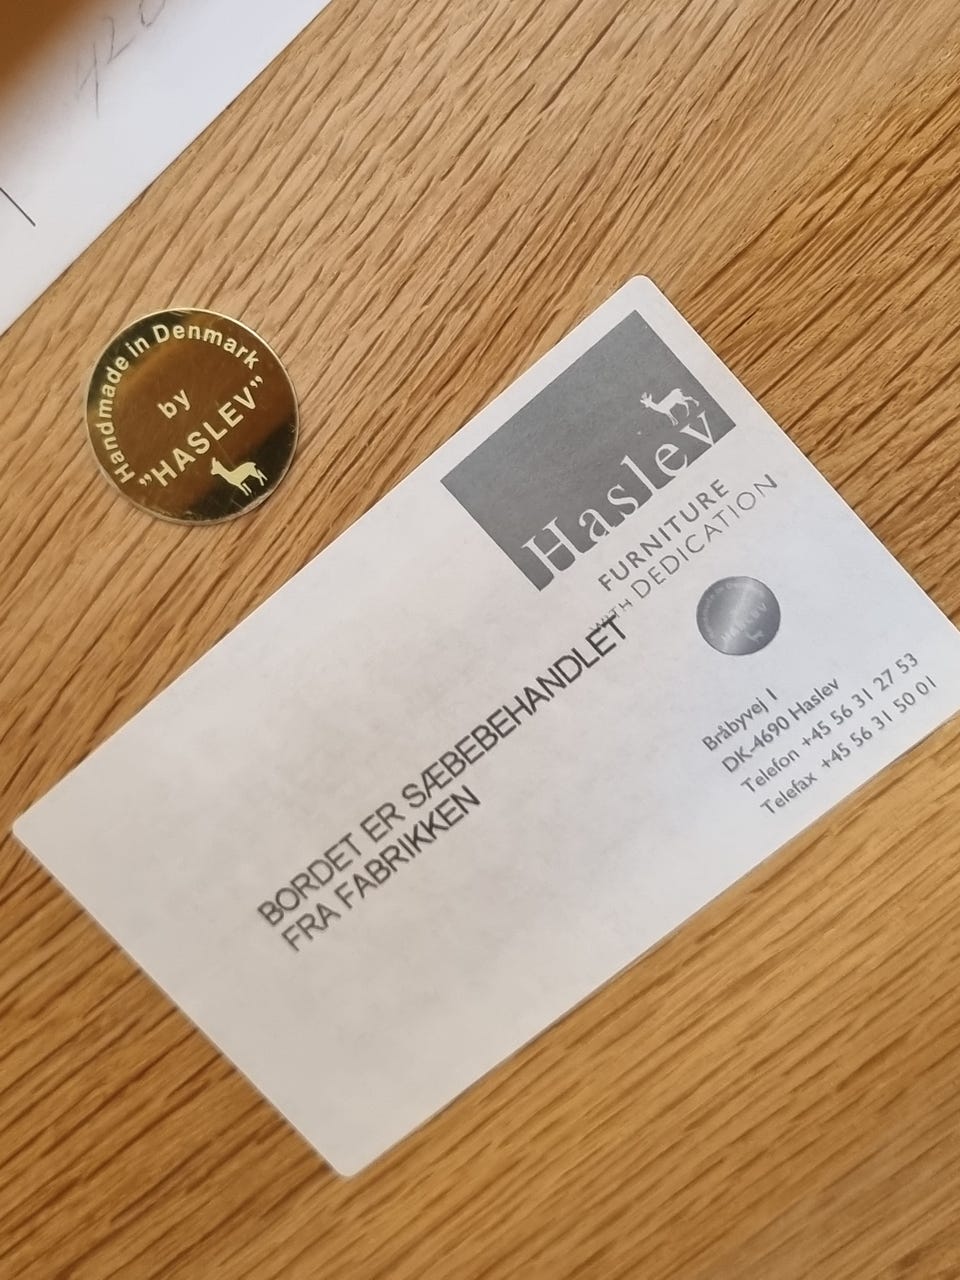 Handmade in Denmark
by
"HASLEV"
Haslev
FURNITURE
WITH DEDICATION
BORDET ER SÆBEBEHANDLET
FRA FABRIKKEN
Bråbyvej 1
DK-4690 Haslev
Telefon +45 56 31 27 53
Telefax +45 56 31 50 01